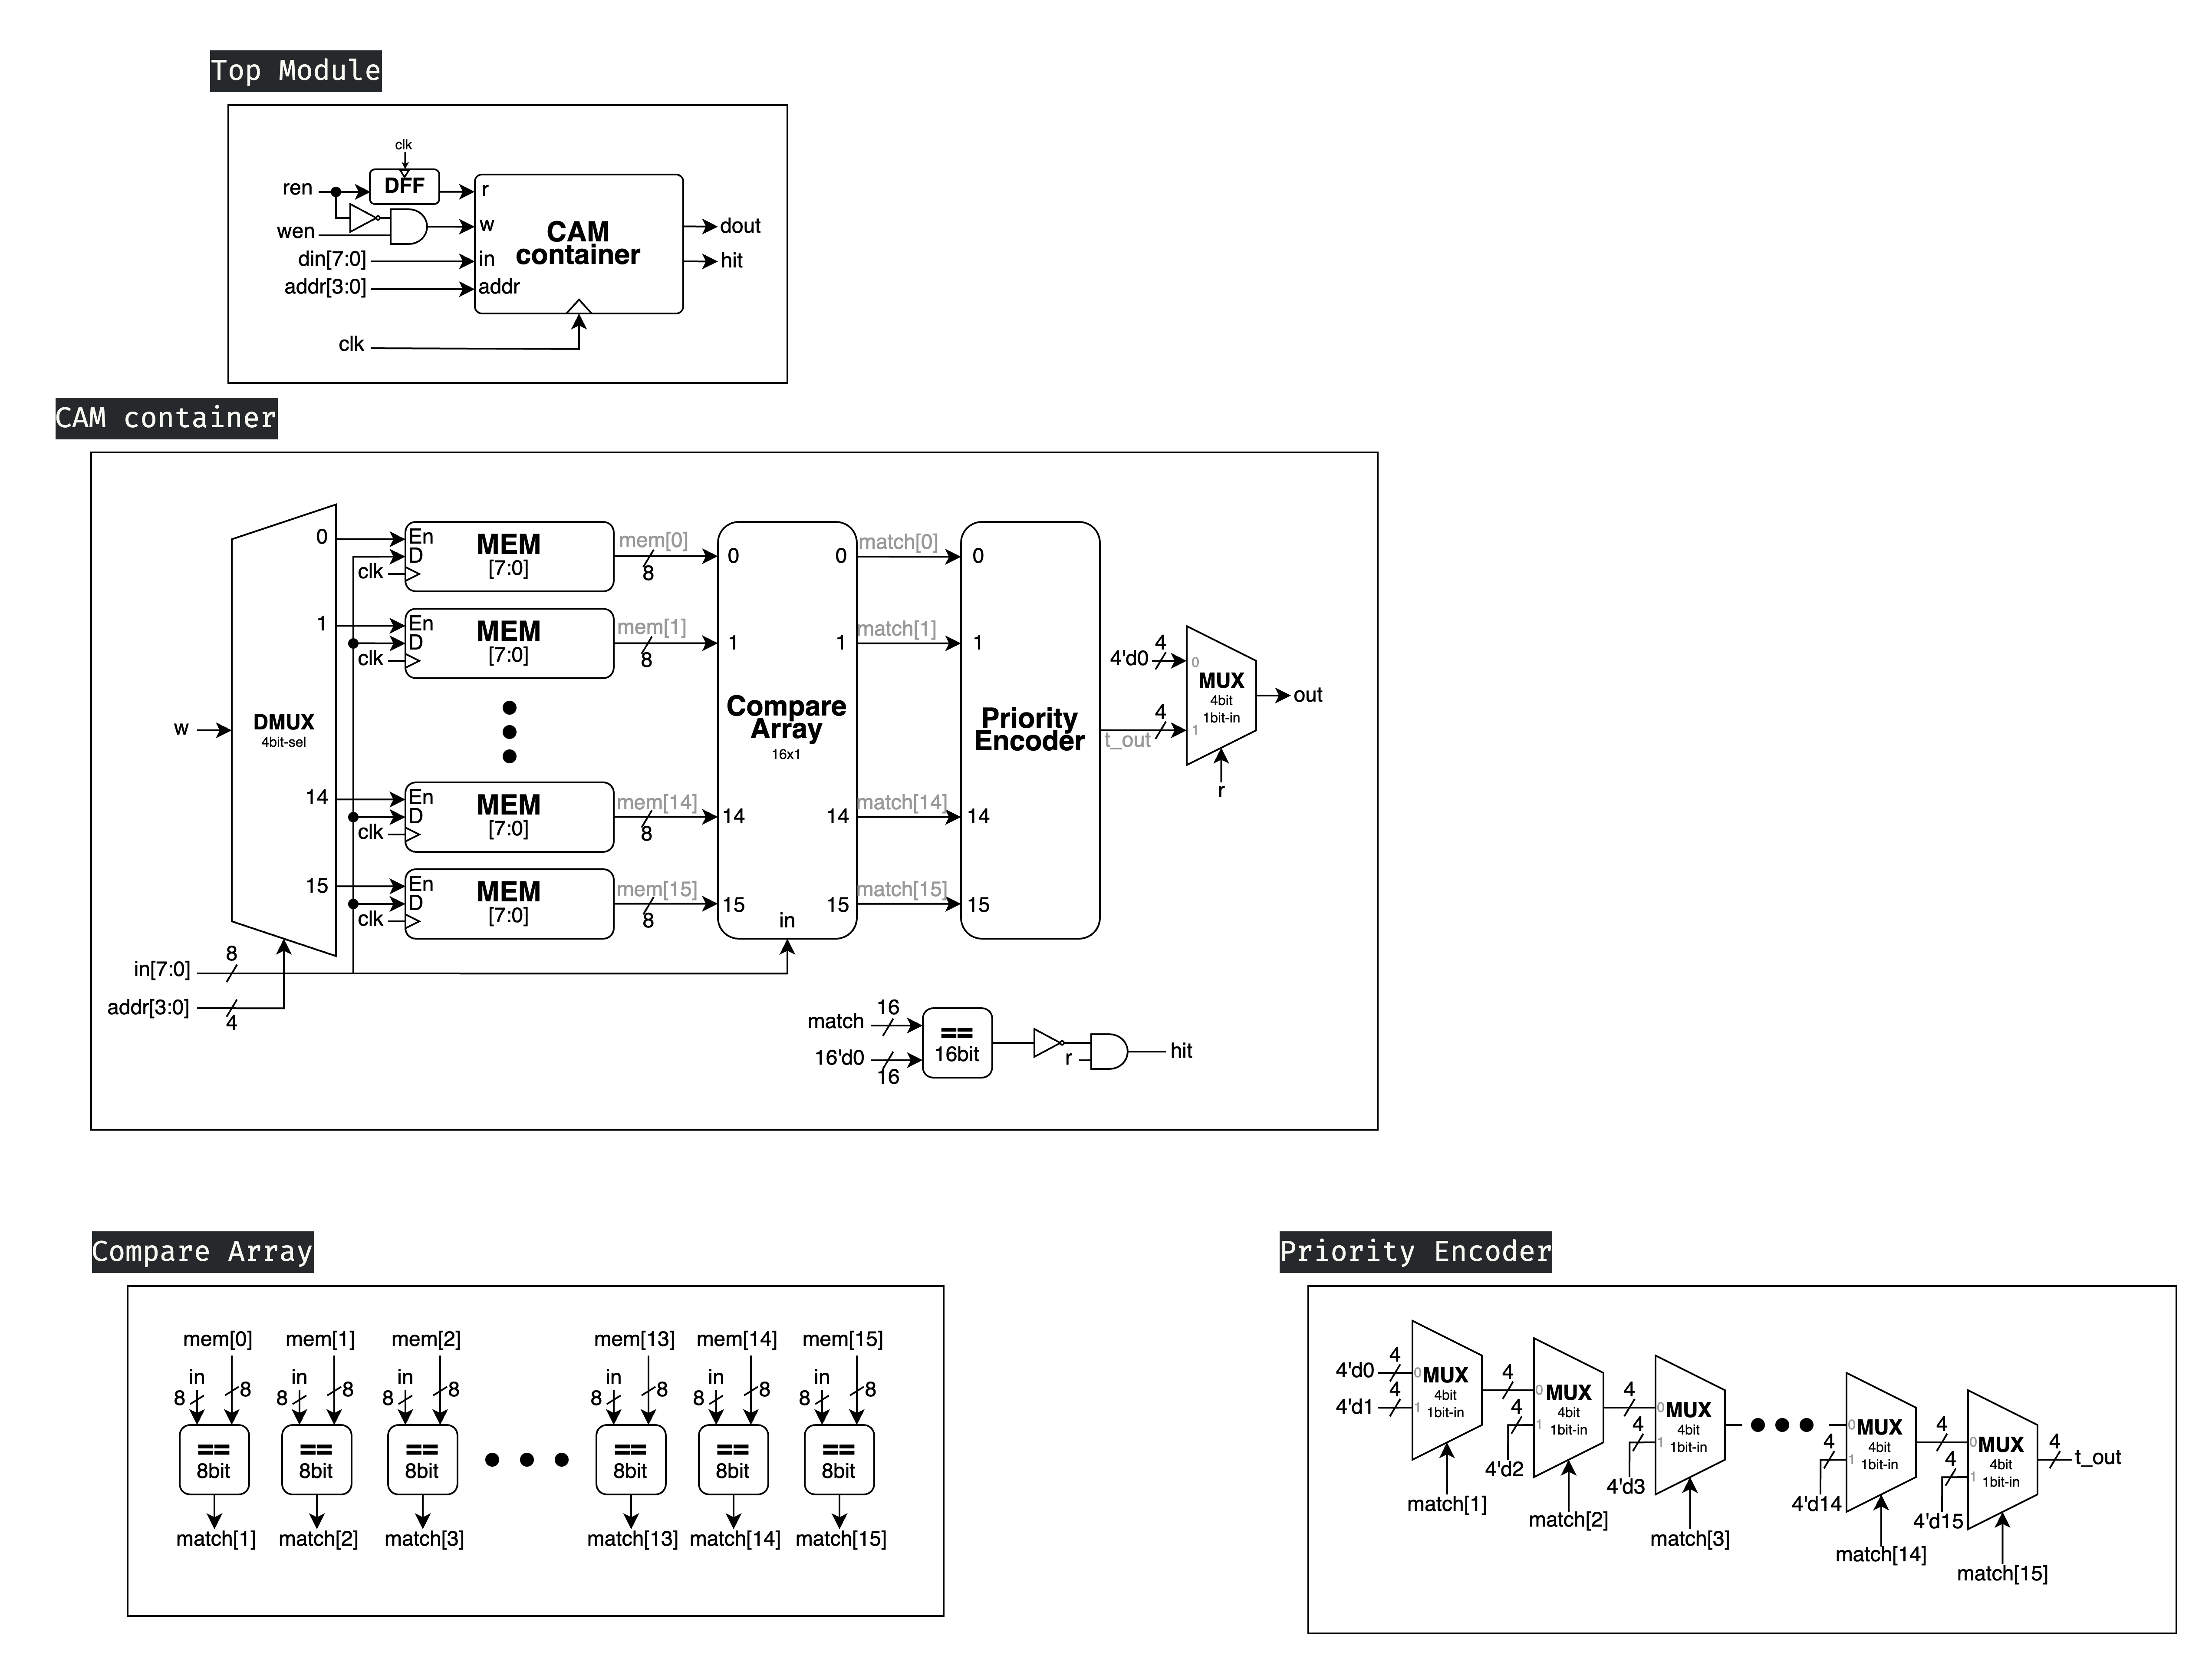 Top Module
clk
ren
DFF
r
wen
w
CAM
container
dout
din[7:0]
in
hit
addr[3:0]
addr
clk
CAM container
0
En
D
clk
MEM
[7:0]
mem[0]
8
0
0
match[0]
0
1
En
D
clk
MEM
[7:0]
mem[1]
8
1
1
match[1]
1
w
DMUX
4bit-sel
Compare
Array
16x1
Priority
Encoder
4'd0
4
0
MUX
4bit
1bit-in
out
t_out
4
1
r
14
En
D
clk
MEM
[7:0]
mem[14]
8
14
14
match[14]
14
15
En
D
clk
MEM
[7:0]
mem[15]
8
15
15
match[15]
15
in
in[7:0]
8
addr[3:0]
4
match
16
16'd0
16
==
16bit
r
hit
Compare Array
mem[0] mem[1] mem[2] mem[13] mem[14] mem[15]
in in in in in in
8 8 8 8 8 8 8 8 8 8 8 8
== == == == == ==
8bit 8bit 8bit 8bit 8bit 8bit
match[1] match[2] match[3] match[13] match[14] match[15]
Priority Encoder
4'd0
4
0
4'd1
4
1
MUX
4bit
1bit-in
match[1]
4
0
4
1
4'd2
MUX
4bit
1bit-in
match[2]
4
0
4
1
4'd3
MUX
4bit
1bit-in
match[3]
0
4
1
4'd14
MUX
4bit
1bit-in
match[14]
4
0
4
1
4'd15
MUX
4bit
1bit-in
match[15]
4
t_out